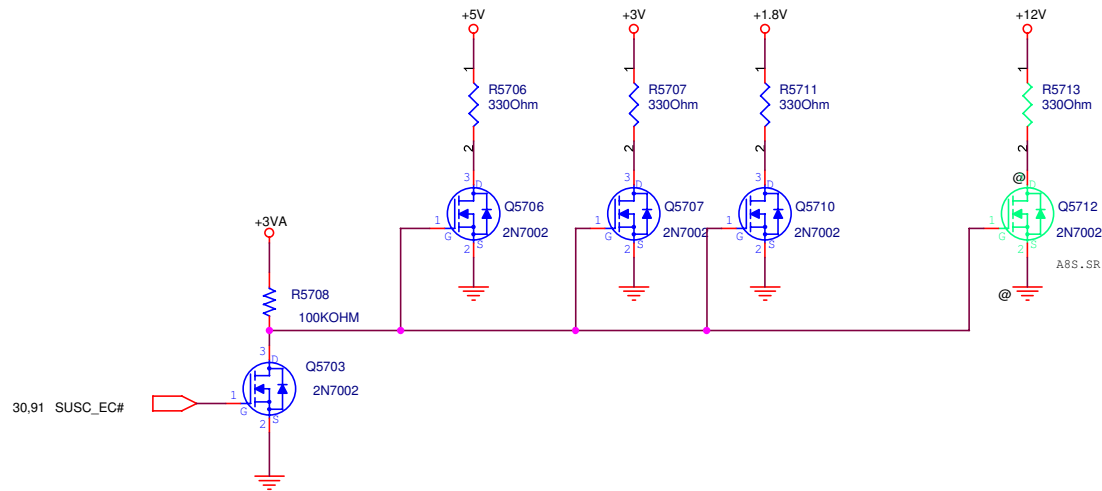 +5V +3V +1.8V +12V
1 1 1 1
R5706 R5707 R5711 R5713
330Ohm 330Ohm 330Ohm 330Ohm
2 2 2 2
@
3 D 3 D 3 D D
Q5706 Q5707 Q5710 Q5712
1 G 1 G 1 G 1 G
2N7002 2N7002 2N7002 2N7002
2 S 2 S 2 S 2 S
+3VA
A8S.SR
R5708 @
100KOHM
3 D Q5703
1 2N7002
30,91 SUSC_EC# G
2 S